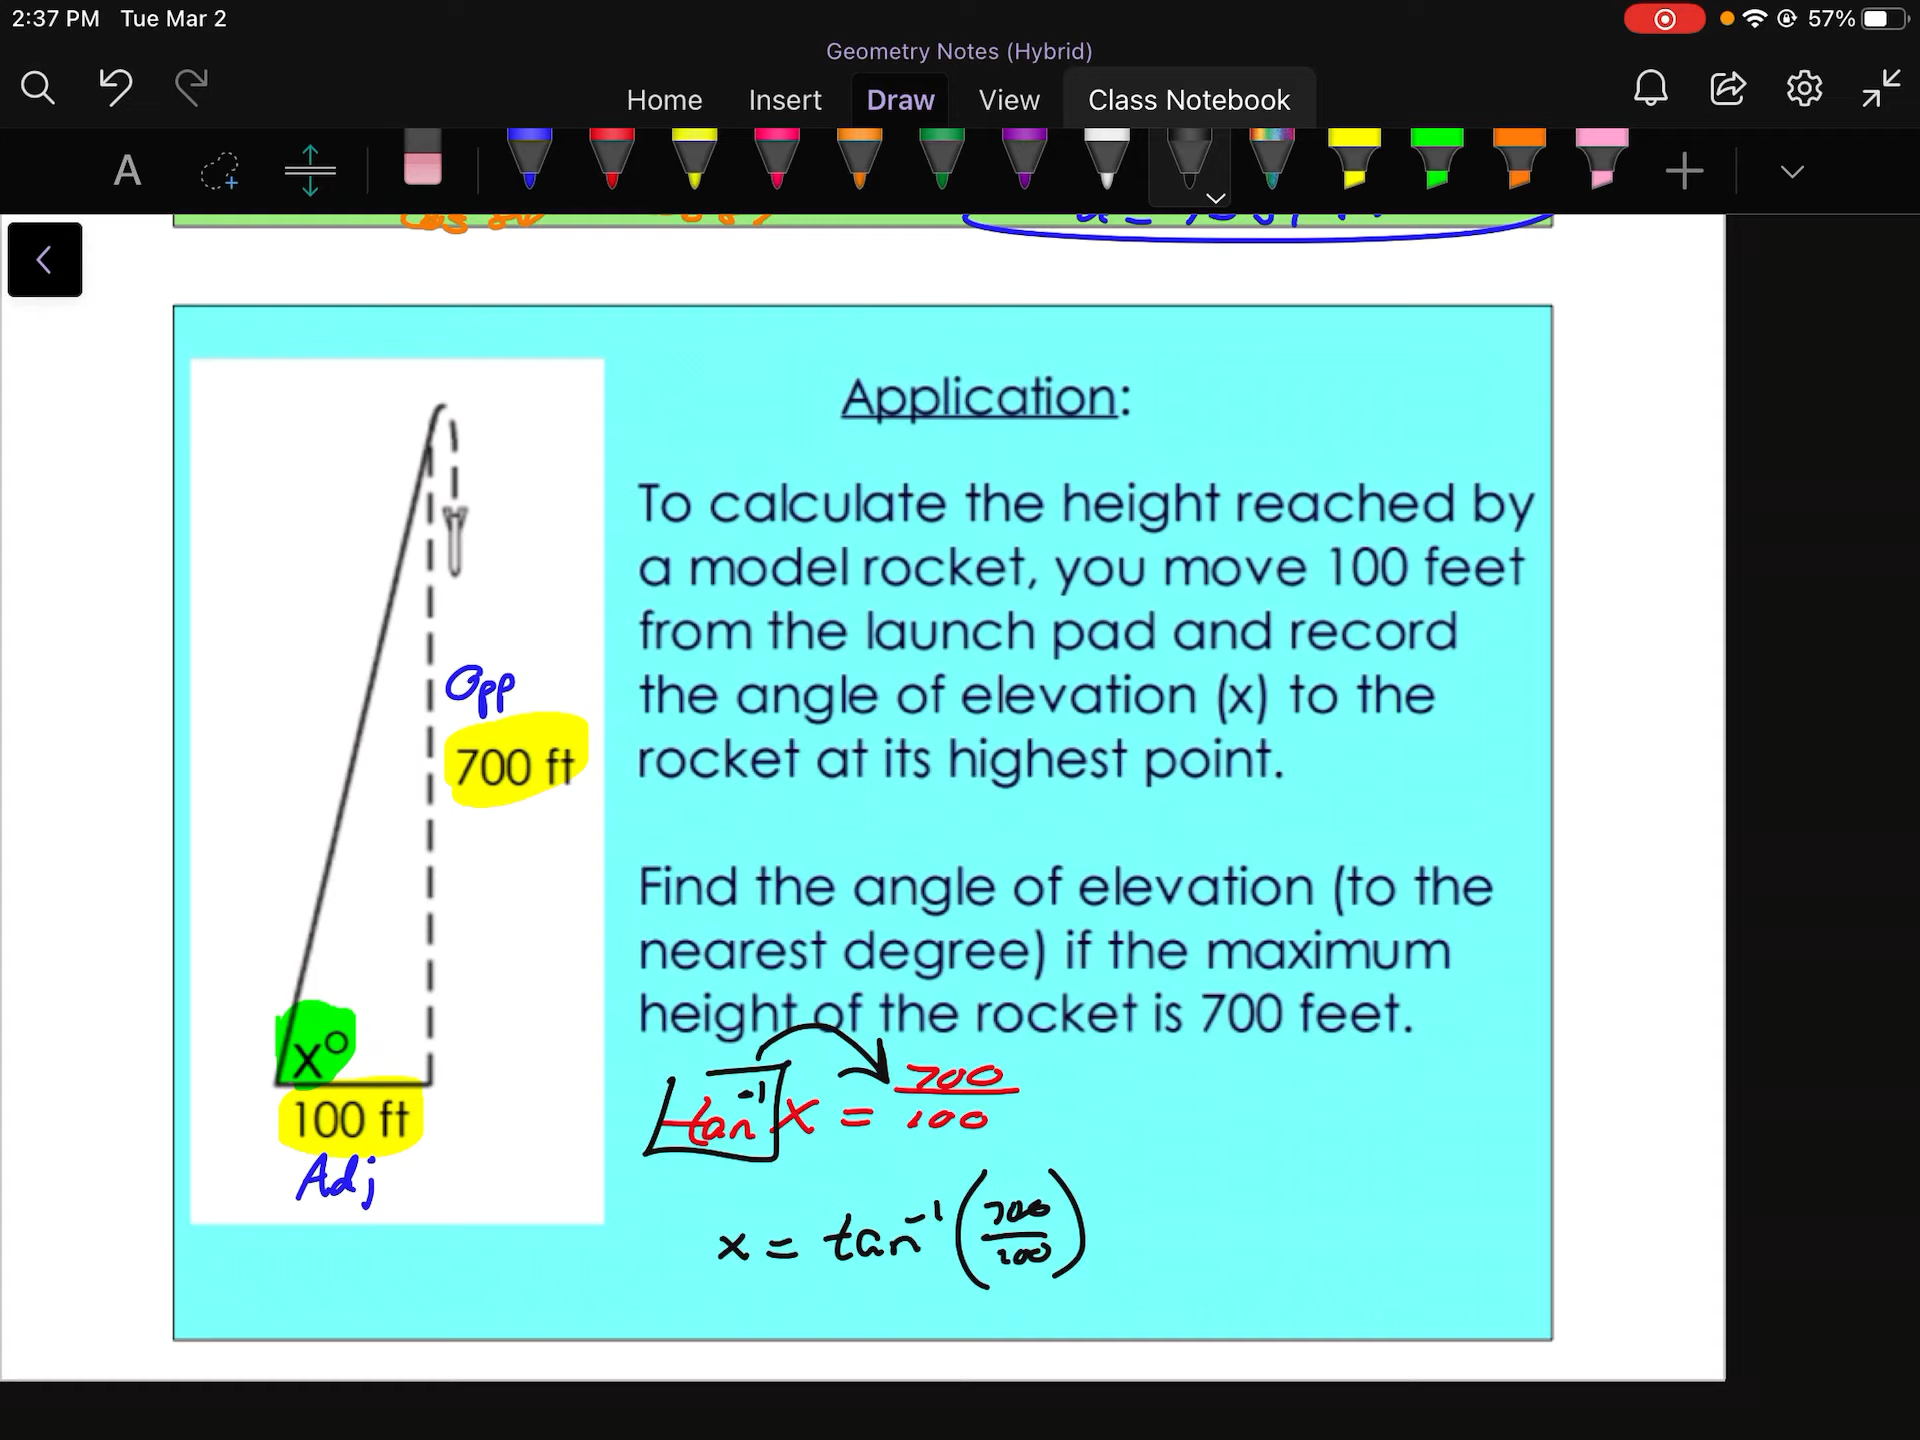 2:37 PM Tue Mar 2
57%
Geometry Notes (Hybrid)
Home Insert Draw View Class Notebook
A
Application:
To calculate the height reached by
a model rocket, you move 100 feet
from the launch pad and record
the angle of elevation (x) to the
rocket at its highest point.
Find the angle of elevation (to the
nearest degree) if the maximum
height of the rocket is 700 feet.
Opp
700 ft
x°
100 ft
Adj
tan⁻¹ x = 700/100
x = tan⁻¹ (700/100)